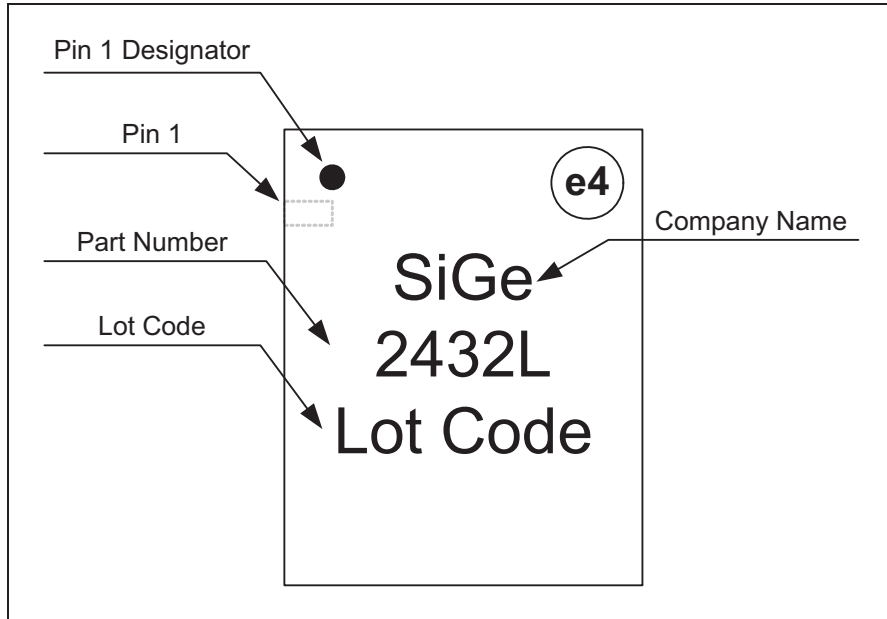 Pin 1 Designator
Pin 1
e4
Company Name
Part Number
SiGe
Lot Code
2432L
Lot Code